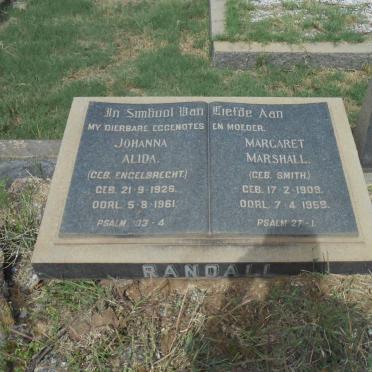 In Simbool Van Liefde Aan
MY DIERBARE EGGENOTE EN MOEDER.
JOHANNA
ALIDA.
(GEB. ENGELBRECHT)
GEB. 21-9-1926.
OORL. 5-8-1961.
PSALM 23-4.
MARGARET
MARSHALL.
(GEB. SMITH.)
GEB. 17-2-1909.
OORL. 7-4-1959.
PSALM 27-1.
RANDALL